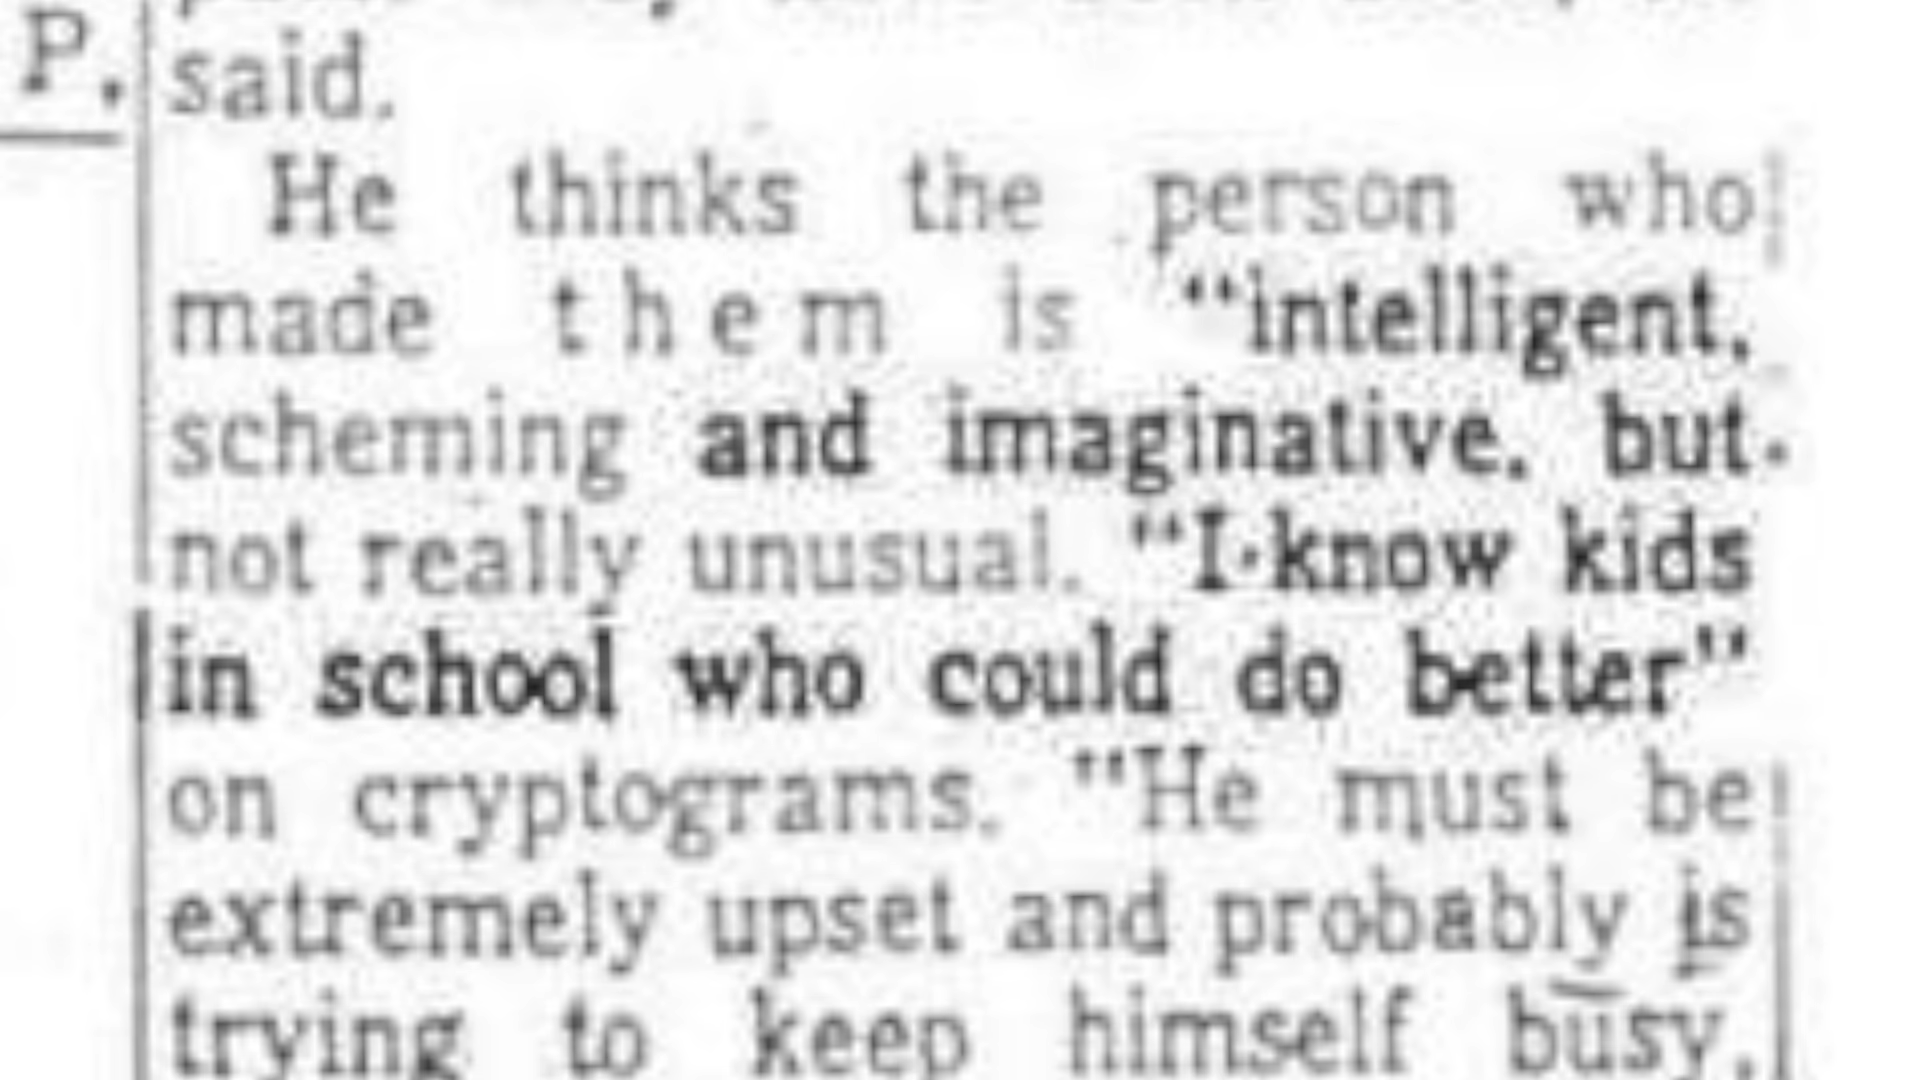 P.
said.
He thinks the person who
made them is "intelligent,
scheming and imaginative, but
not really unusual. "I know kids
in school who could do better"
on cryptograms. "He must be
extremely upset and probably is
trying to keep himself busy,